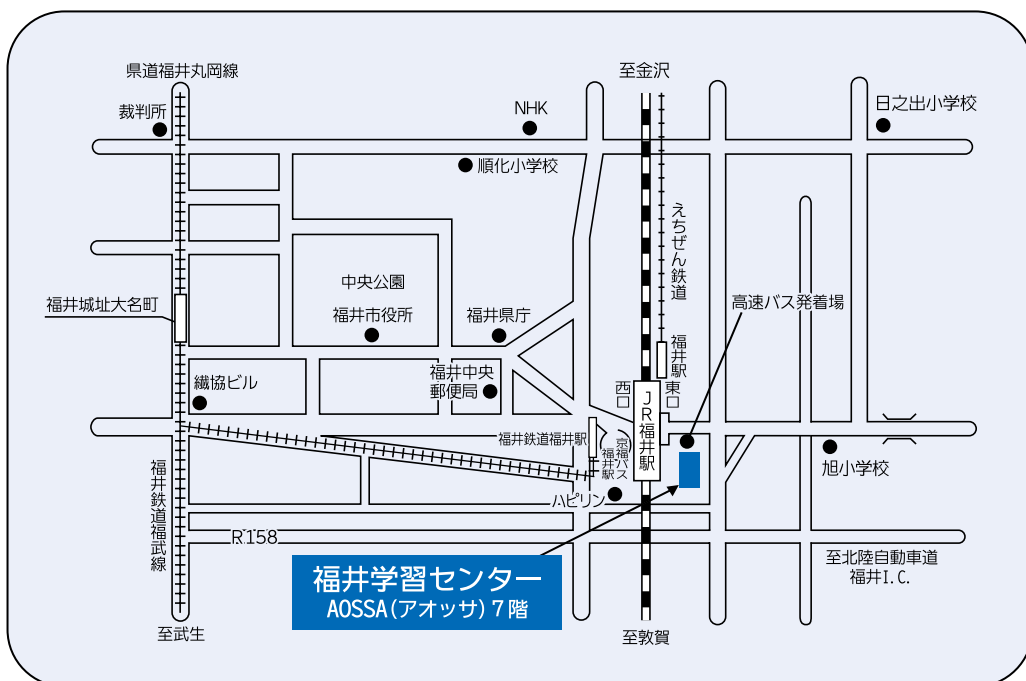 県道福井丸岡線
至金沢
裁判所
NHK
日之出小学校
順化小学校
えちぜん鉄道
中央公園
福井城址大名町
福井市役所
福井県庁
高速バス発着場
福井駅
福井中央
郵便局
繊協ビル
西口
東口
JR福井駅
福井鉄道福井駅
京福バス
福井駅
旭小学校
福井鉄道福武線
ハピリン
R158
至北陸自動車道
福井I.C.
福井学習センター
AOSSA(アオッサ)7階
至武生
至敦賀